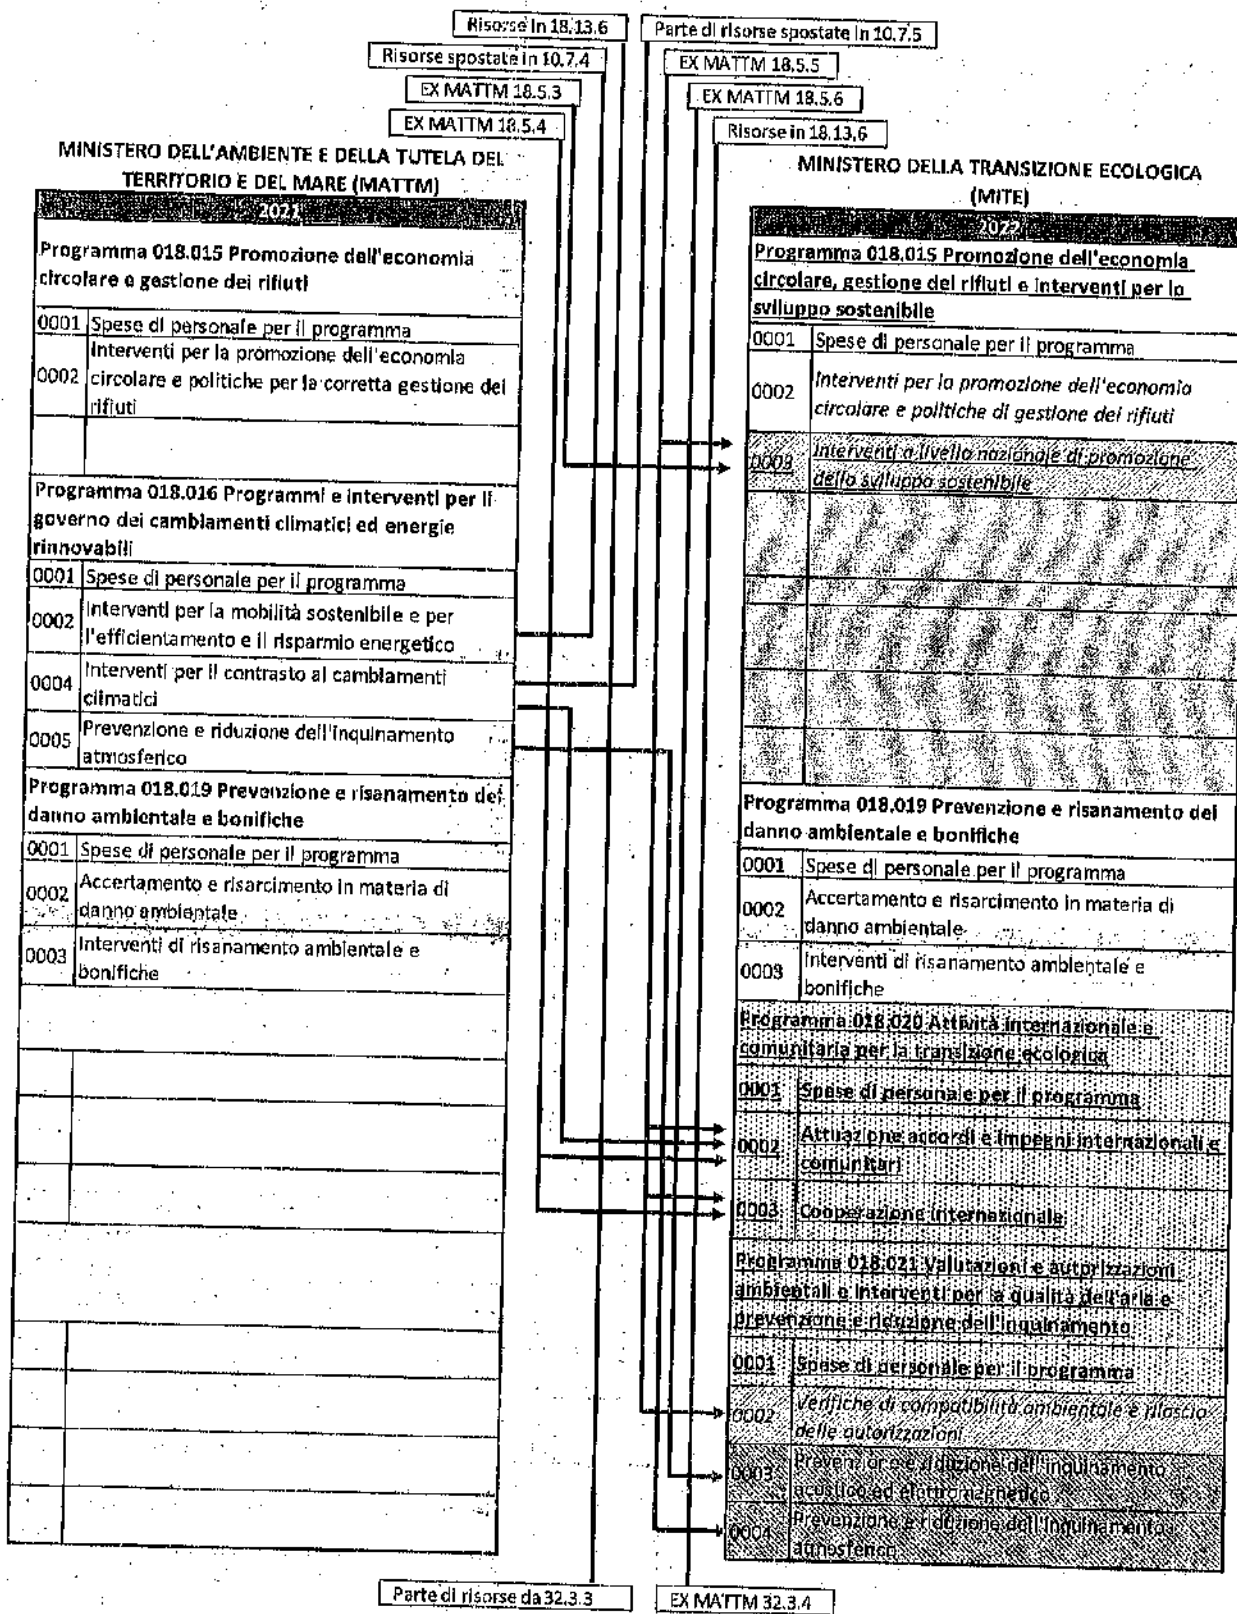 Risorse in 18.13.6
Parte di risorse spostate in 10.7.5
Risorse spostate in 10.7.4
EX MATTM 18.5.5
EX MATTM 18.5.3
EX MATTM 18.5.6
EX MATTM 18.5.4
Risorse in 18.13.6
MINISTERO DELL'AMBIENTE E DELLA TUTELA DEL
TERRITORIO E DEL MARE (MATTM)
2021
Programma 018.015 Promozione dell'economia
circolare e gestione dei rifiuti
0001 Spese di personale per il programma
0002 Interventi per la promozione dell'economia
circolare e politiche per la corretta gestione dei
rifiuti
Programma 018.016 Programmi e interventi per il
governo dei cambiamenti climatici ed energie
rinnovabili
0001 Spese di personale per il programma
0002 Interventi per la mobilità sostenibile e per
l'efficientamento e il risparmio energetico
0004 Interventi per il contrasto ai cambiamenti
climatici
0005 Prevenzione e riduzione dell'inquinamento
atmosferico
Programma 018.019 Prevenzione e risanamento del
danno ambientale e bonifiche
0001 Spese di personale per il programma
0002 Accertamento e risarcimento in materia di
danno ambientale
0003 Interventi di risanamento ambientale e
bonifiche
MINISTERO DELLA TRANSIZIONE ECOLOGICA
(MITE)
2022
Programma 018.015 Promozione dell'economia
circolare, gestione dei rifiuti e interventi per lo
sviluppo sostenibile
0001 Spese di personale per il programma
0002 Interventi per la promozione dell'economia
circolare e politiche di gestione dei rifiuti
0003 Interventi a livello nazionale di promozione
dello sviluppo sostenibile
Programma 018.019 Prevenzione e risanamento del
danno ambientale e bonifiche
0001 Spese di personale per il programma
0002 Accertamento e risarcimento in materia di
danno ambientale
0003 Interventi di risanamento ambientale e
bonifiche
Programma 018.020 Attività internazionale e
comunitaria per la transizione ecologica
0001 Spese di personale per il programma
0002 Attuazione accordi e impegni internazionali e
comunitari
0003 Cooperazione internazionale
Programma 018.021 Valutazioni e autorizzazioni
ambientali e interventi per la qualità dell'aria e
prevenzione e riduzione dell'inquinamento
0001 Spese di personale per il programma
0002 Verifiche di compatibilità ambientale e rilascio
delle autorizzazioni
0003 Prevenzione e riduzione dell'inquinamento
acustico ed elettromagnetico
0004 Prevenzione e riduzione dell'inquinamento
atmosferico
Parte di risorse da 32.3.3
EX MATTM 32.3.4